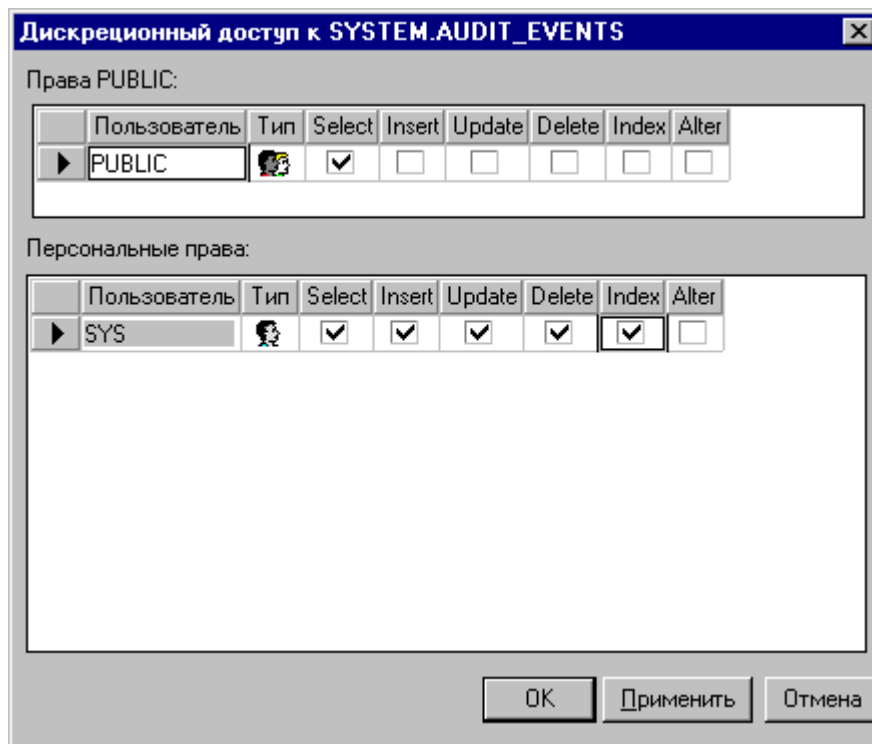 Дискреционный доступ к SYSTEM.AUDIT_EVENTS
Права PUBLIC:
Пользователь Тип Select Insert Update Delete Index Alter
PUBLIC
Персональные права:
Пользователь Тип Select Insert Update Delete Index Alter
SYS
OK Применить Отмена